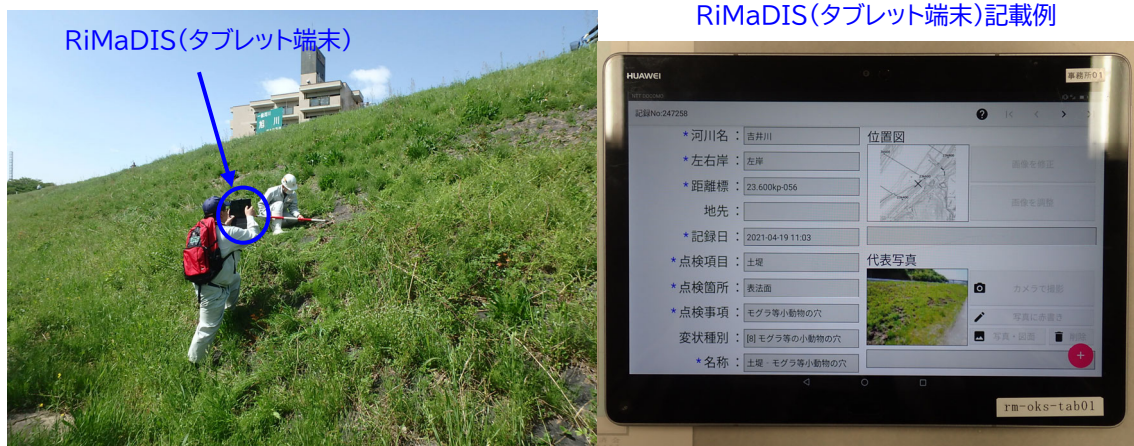 RiMaDIS(タブレット端末)
RiMaDIS(タブレット端末)記載例
旭川
HUAWEI
事務所01
記録No:247258
*河川名:吉井川
*左右岸:左岸
*距離標:23.600kp-056
地先:
*記録日:2021-04-19 11:03
*点検項目:土堤
*点検箇所:表法面
*点検事項:モグラ等小動物の穴
変状種別:[8] モグラ等の小動物の穴
*名称:土堤‐モグラ等小動物の穴
位置図
画像を修正
画像を調整
代表写真
カメラで撮影
写真に赤書き
写真・図面
削除
rm-oks-tab01